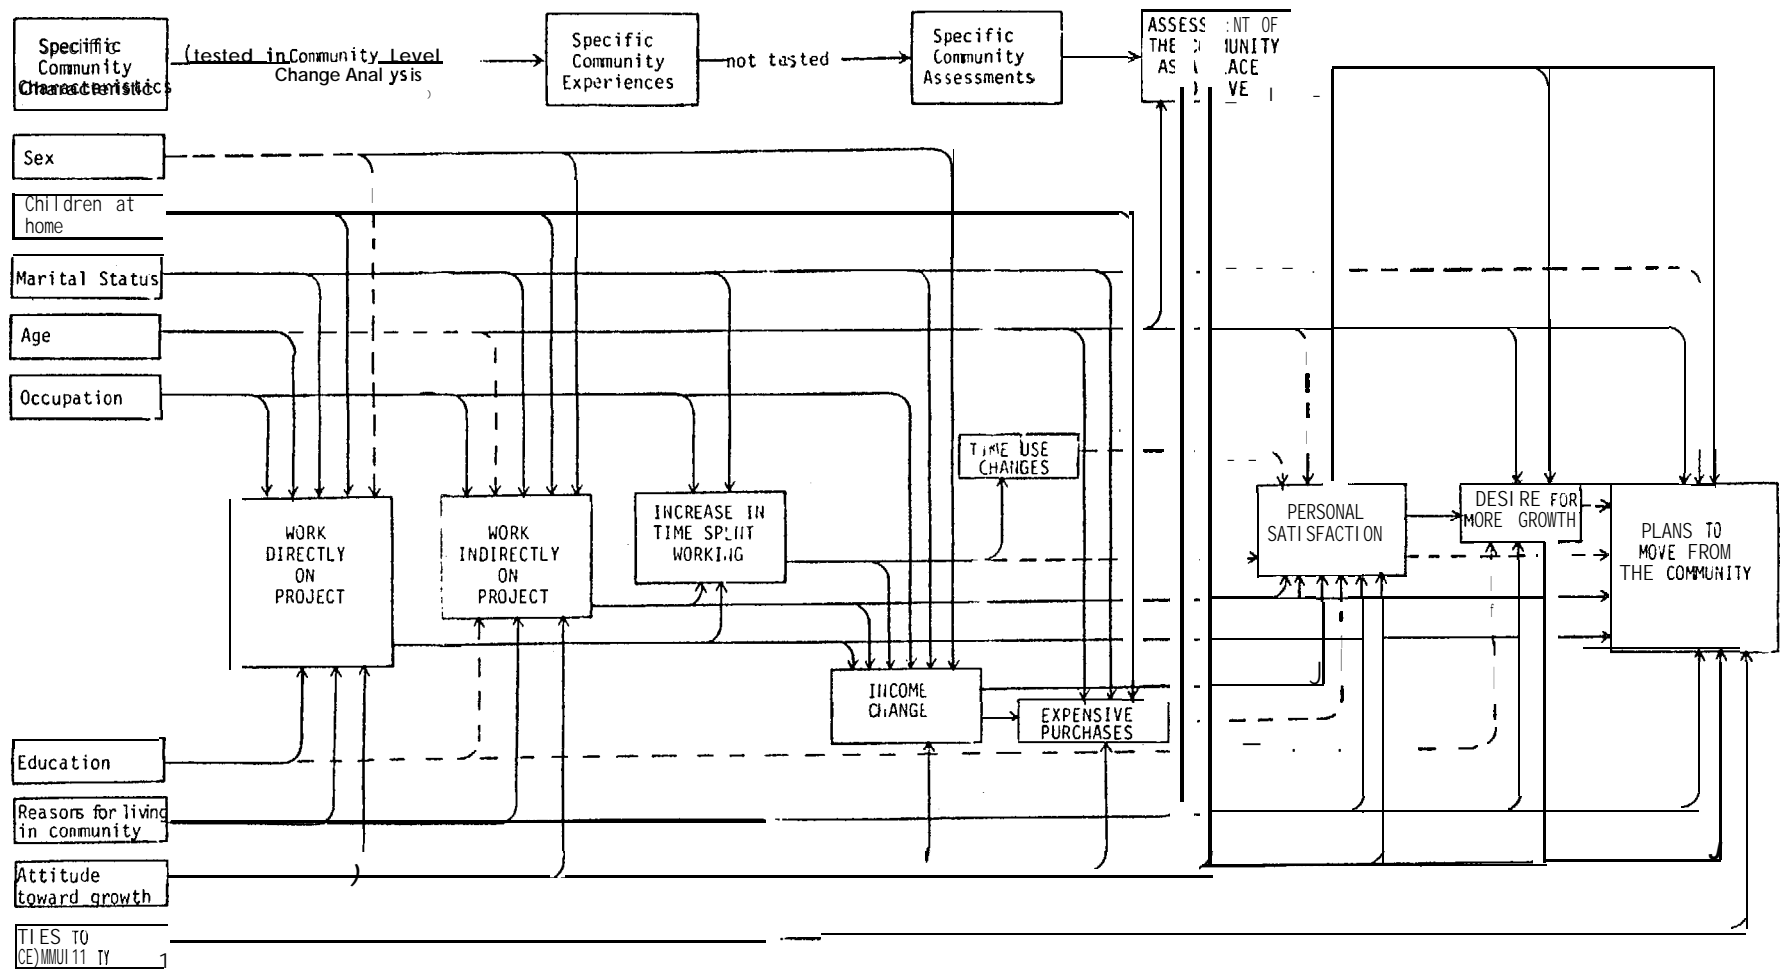 Specific
Community
(tested in Community Level
Change Analysis
Specific
Community
Experiences
not tested
Specific
Community
Assessments
OF
THE
Sex
Children at
home
Marital Status
Age
Occupation
TIME USE
CHANGES
WORK
DIRECTLY
ON
PROJECT
WORK
INDIRECTLY
ON
PROJECT
INCREASE IN
TIME SPENT
WORKING
PERSONAL
SATISFACTION
DESIRE FOR
MORE GROWTH
PLANS TO
MOVE FROM
THE COMMUNITY
INCOME
CHANGE
EXPENSIVE
PURCHASES
Education
Reasons for living
in community
Attitude
toward growth
TIES TO